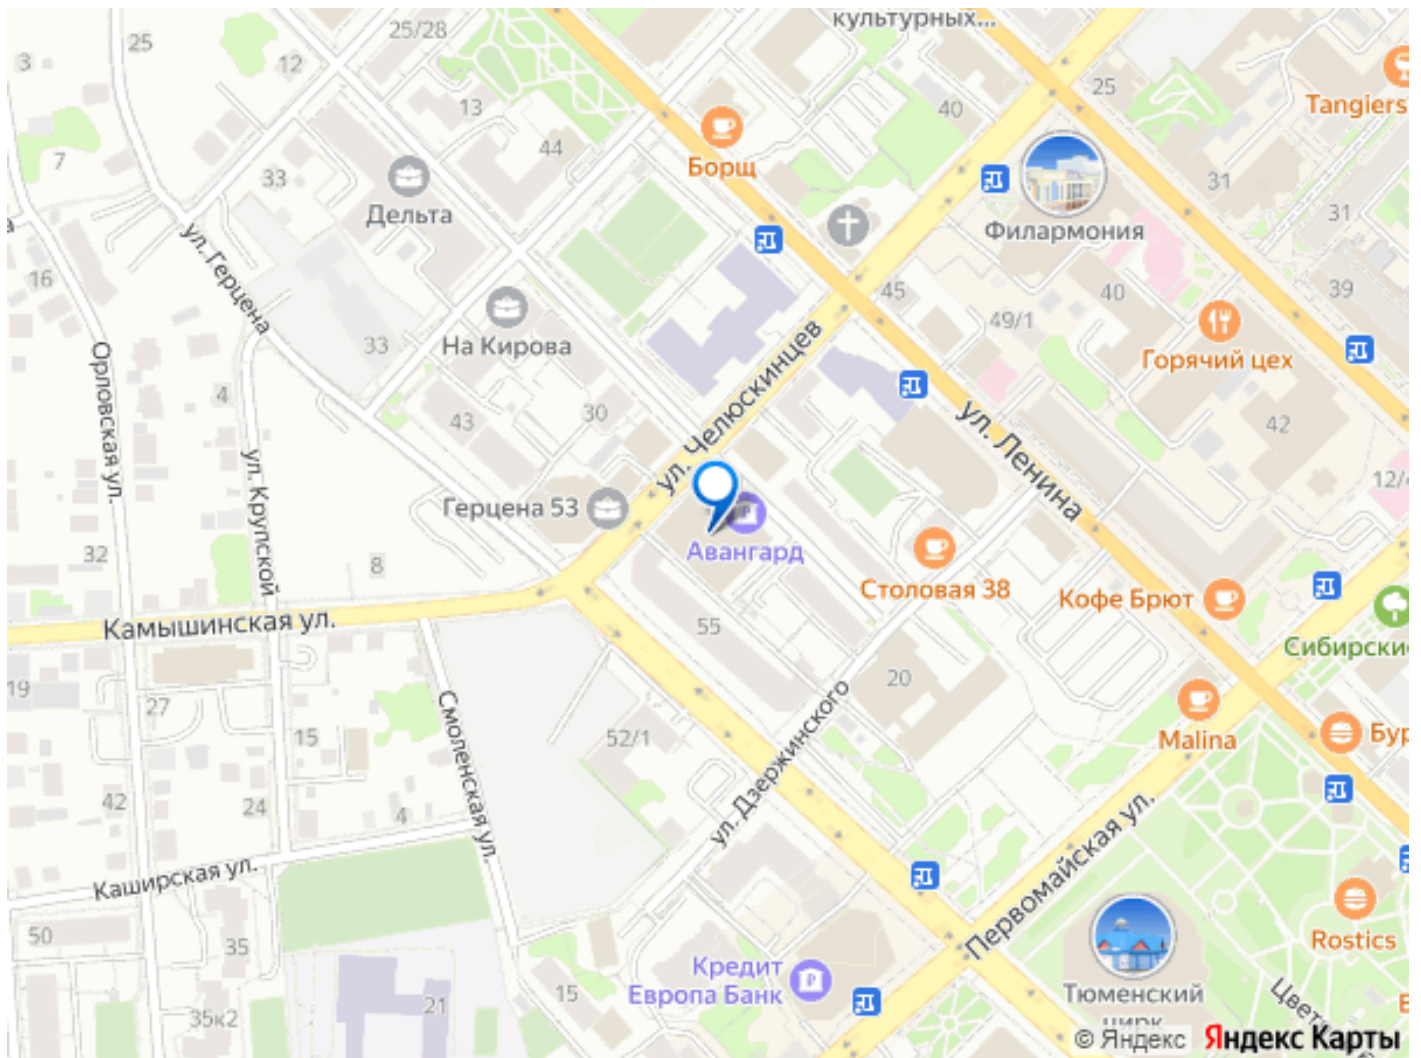 культурных...
25/28
25
3
12
25
Tangiers
13
40
44
Борщ
7
33
31
Дельта
31
Филармония
ул. Герцена
16
45
40
39
49/1
33
На Кирова
Горячий цех
ул. Челюскинцев
Орловская ул.
4
30
43
42
ул. Ленина
ул. Крупской
12/
Герцена 53
Авангард
32
8
Столовая 38
Кофе Брют
Камышинская ул.
55
Сибирски
20
19
27
Смоленская ул.
15
52/1
ул. Дзержинского
Malina
Бур
42
24
4
Первомайская ул.
Каширская ул.
50
35
Rostics
Кредит
Европа Банк
15
Тюменский
цирк
Цвет
21
35к2
© Яндекс Яндекс Карты